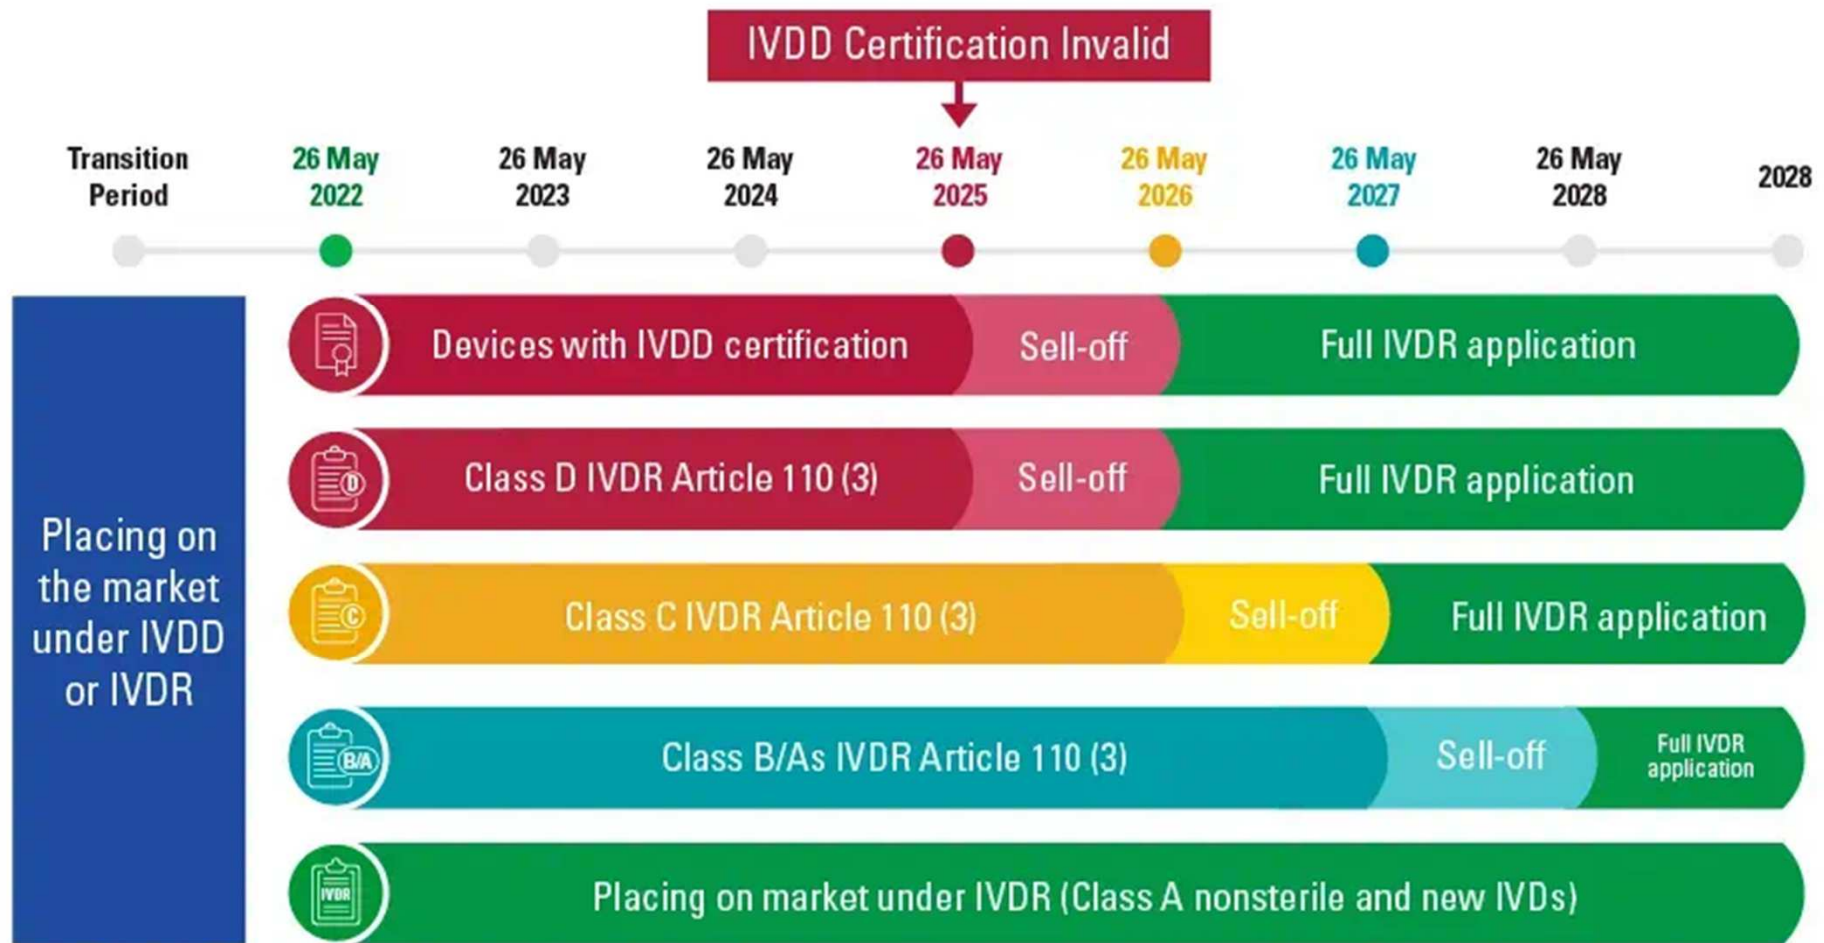 IVDD Certification Invalid
Transition
Period
26 May
2022
26 May
2023
26 May
2024
26 May
2025
26 May
2026
26 May
2027
26 May
2028
2028
Placing on
the market
under IVDD
or IVDR
Devices with IVDD certification
Sell-off
Full IVDR application
D
Class D IVDR Article 110 (3)
Sell-off
Full IVDR application
C
Class C IVDR Article 110 (3)
Sell-off
Full IVDR application
B/A
Class B/As IVDR Article 110 (3)
Sell-off
Full IVDR
application
IVDR
Placing on market under IVDR (Class A nonsterile and new IVDs)